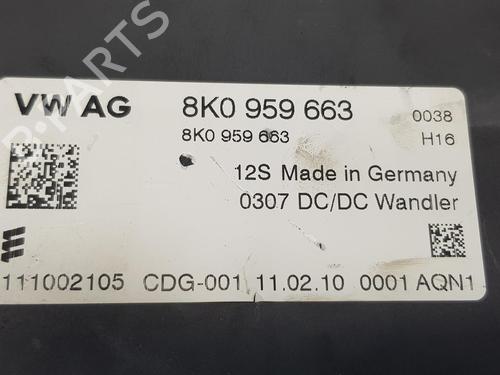 VW AG 8K0 959 663 0038
8K0 959 663 H16
12S Made in Germany
0307 DC/DC Wandler
111002105 CDG-001 11.02.10 0001 AQN1